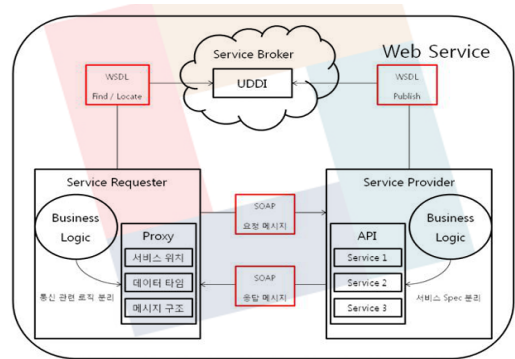 Web Service
Service Broker
UDDI
WSDL
Find / Locate
WSDL
Publish
Service Requester
Business
Logic
Proxy
서비스 위치
데이터 타임
메시지 구조
통신 관련 로직 분리
SOAP
요청 메시지
SOAP
응답 메시지
Service Provider
API
Service 1
Service 2
Service 3
Business
Logic
서비스 Spec 분리